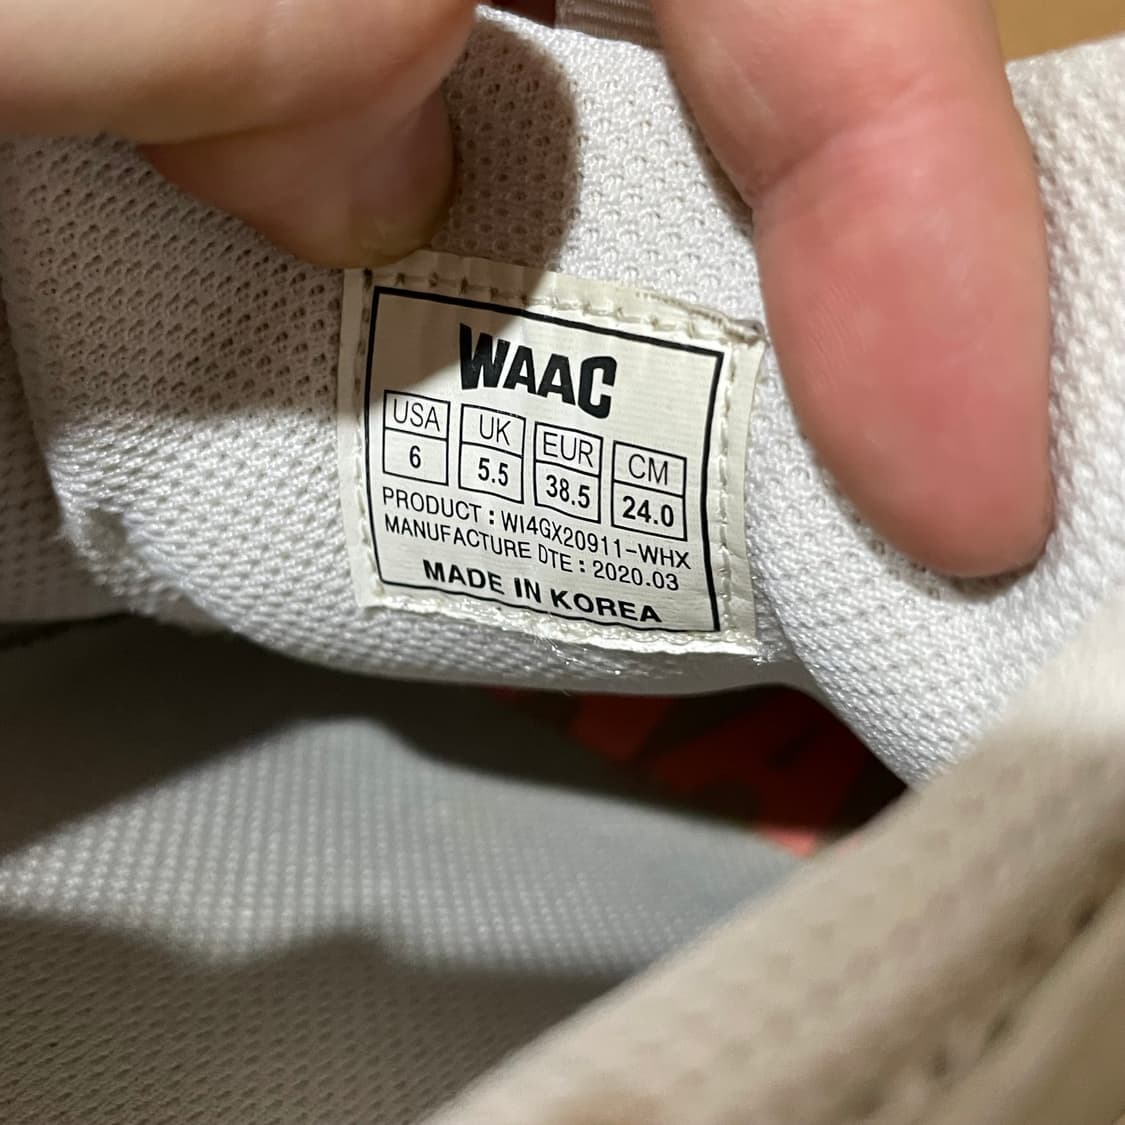 WAAC
USA UK EUR CM
6 5.5 38.5 24.0
PRODUCT : WI4GX20911-WHX
MANUFACTURE DTE : 2020.03
MADE IN KOREA